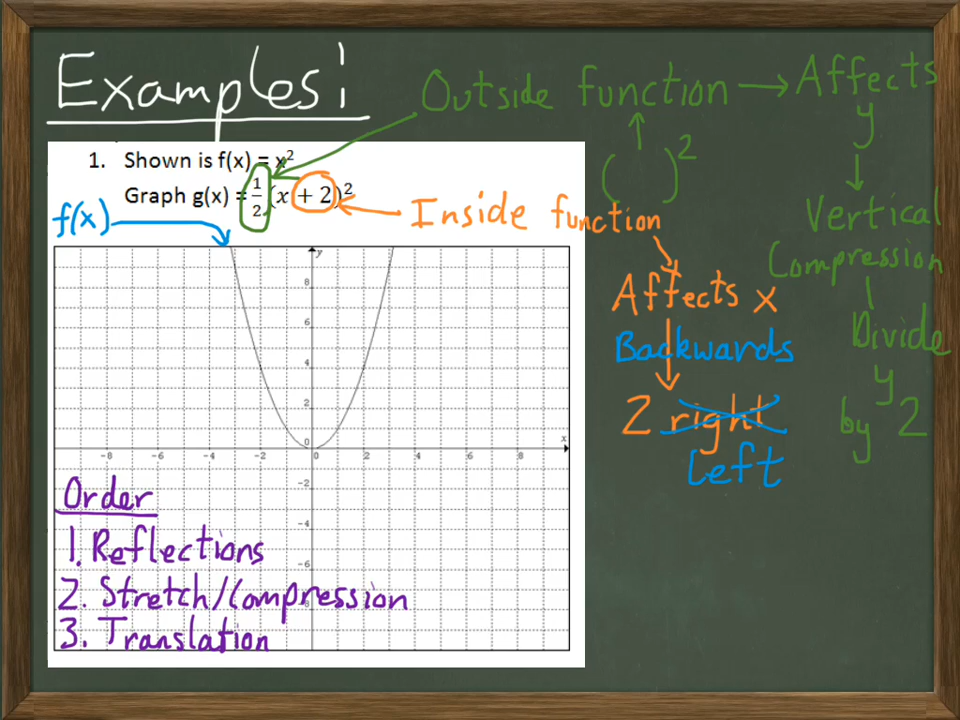 Examples!
Outside function → Affects
y
↓
Vertical
Compression
Divide
y
by 2
( )²
1. Shown is f(x) = x²
Graph g(x) = 1/2 (x + 2)²
f(x)
Inside function
Affects x
Backwards
2 right
Left
y
8
6
4
2
0
-8 -6 -4 -2 0 2 4 6 8
x
-2
-4
-6
Order
1. Reflections
2. Stretch/Compression
3. Translation